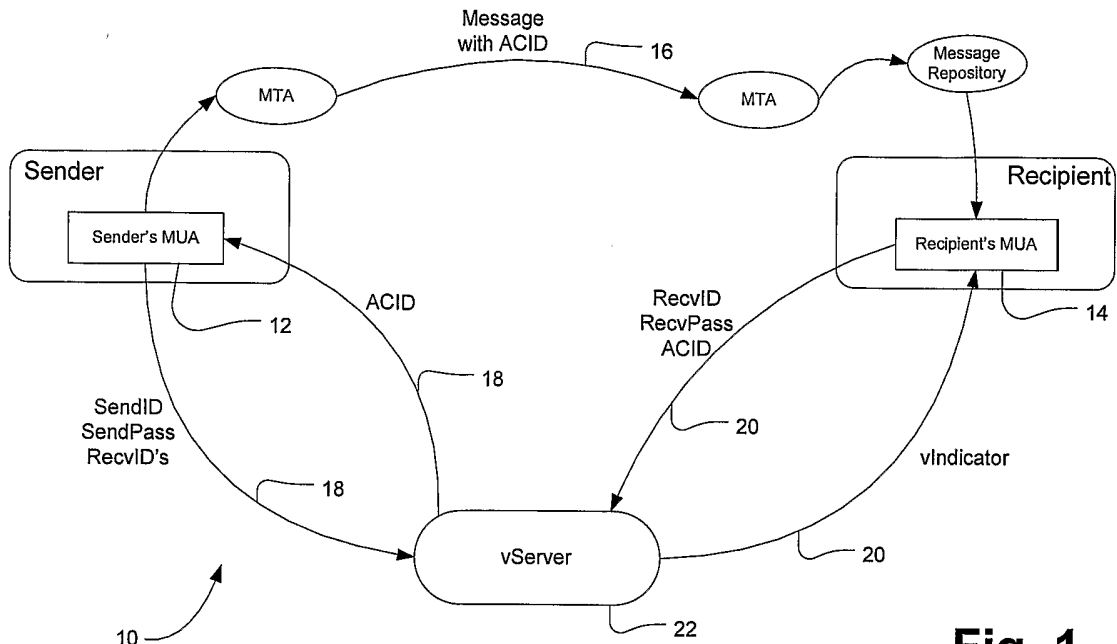 Message
with ACID
16
MTA
MTA
Message
Repository
Sender
Recipient
Sender's MUA
Recipient's MUA
12
14
ACID
RecvID
RecvPass
ACID
18
20
SendID
SendPass
RecvID's
18
vIndicator
vServer
20
22
10
Fig. 1